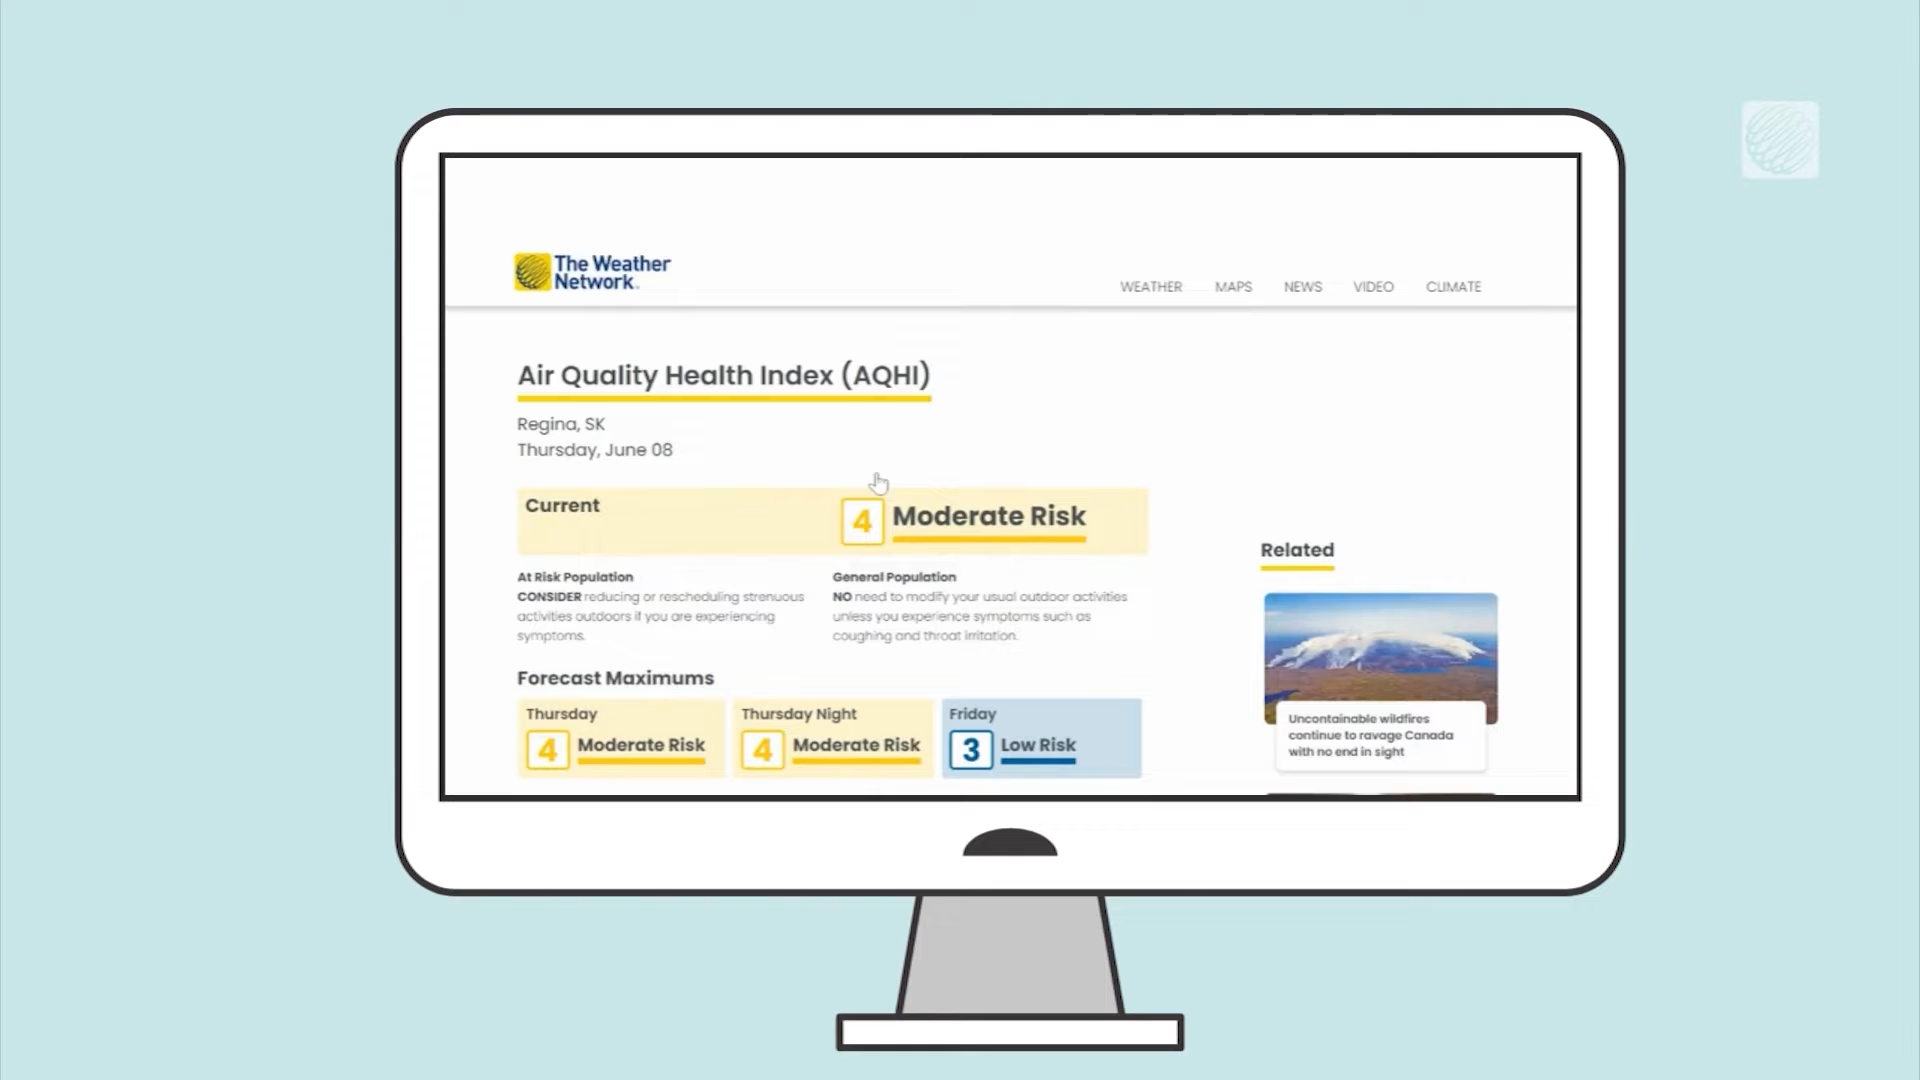 The Weather
Network
WEATHER MAPS NEWS VIDEO CLIMATE
Air Quality Health Index (AQHI)
Regina, SK
Thursday, June 08
Current
4 Moderate Risk
At Risk Population
CONSIDER reducing or rescheduling strenuous
activities outdoors if you are experiencing
symptoms.
General Population
NO need to modify your usual outdoor activities
unless you experience symptoms such as
coughing and throat irritation.
Forecast Maximums
Thursday
4 Moderate Risk
Thursday Night
4 Moderate Risk
Friday
3 Low Risk
Related
Uncontainable wildfires
continue to ravage Canada
with no end in sight